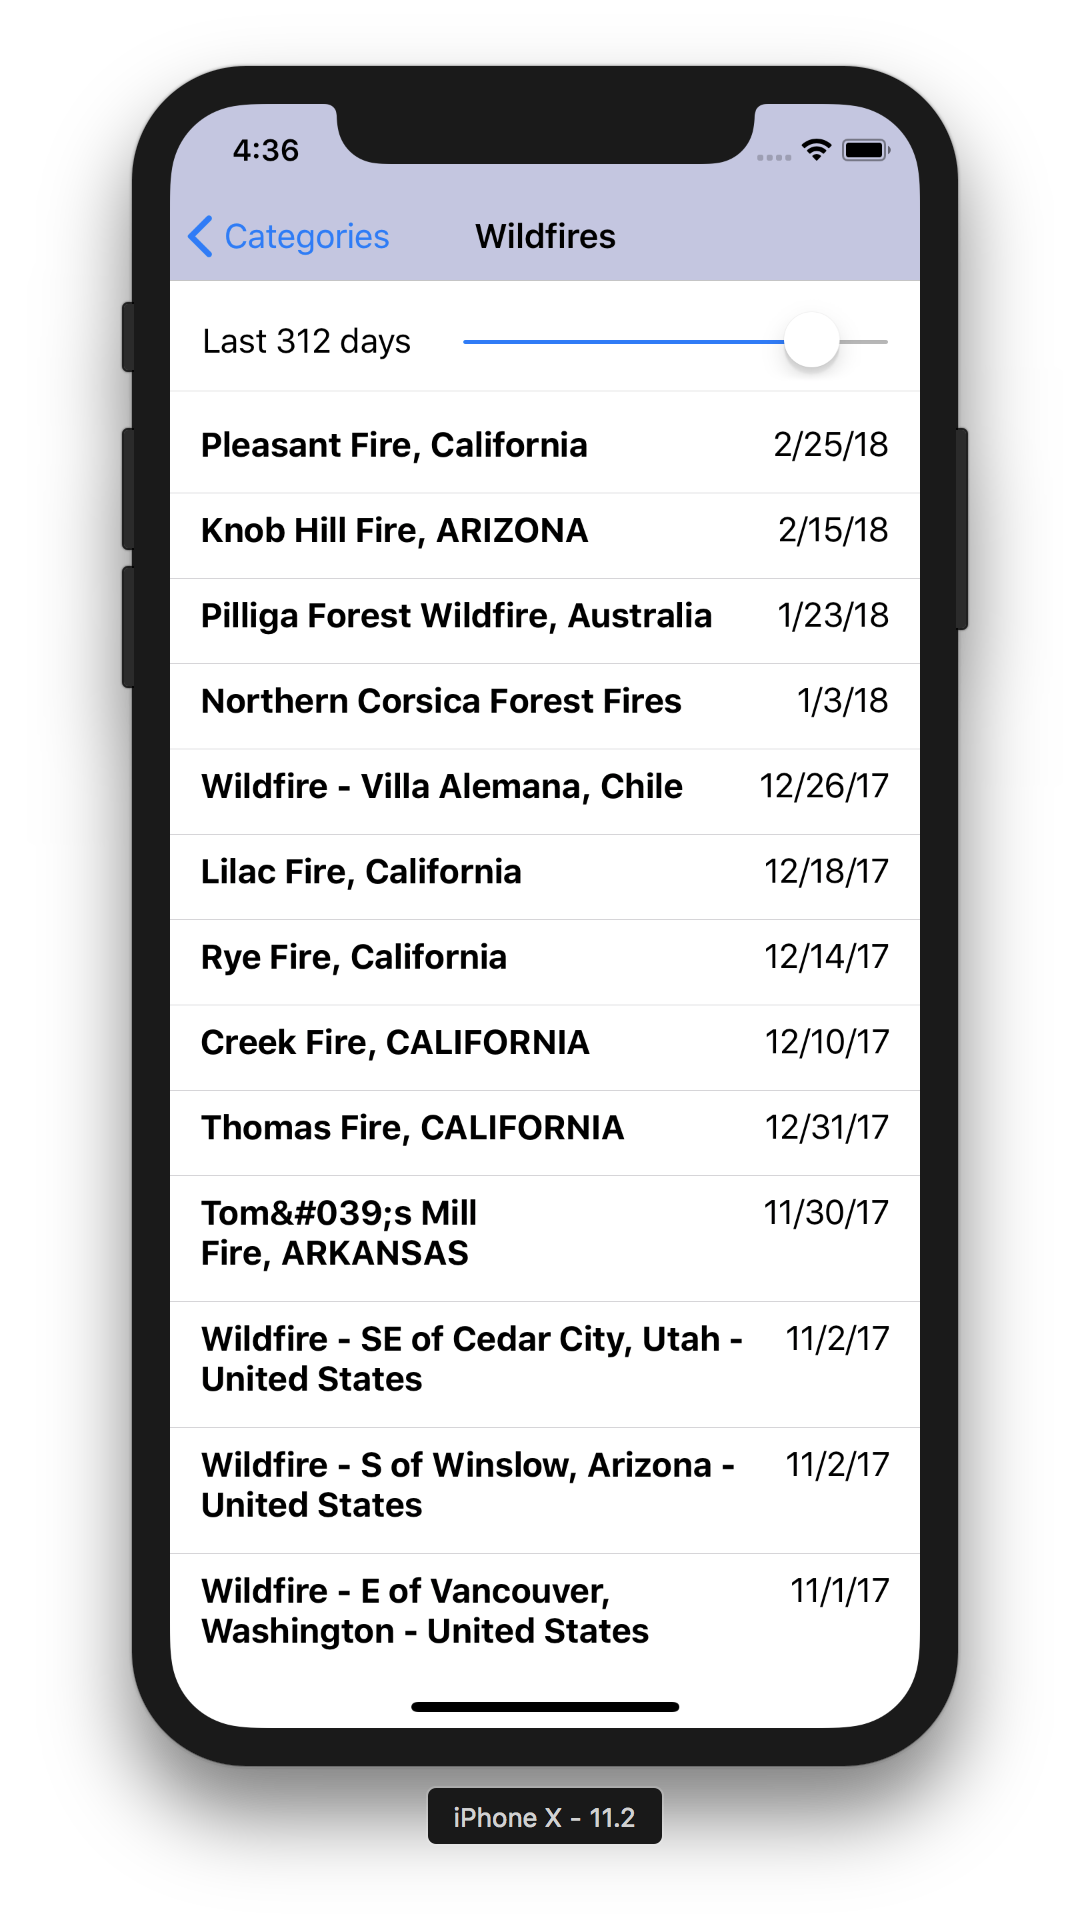 4:36
Categories
Wildfires
Last 312 days
Pleasant Fire, California 2/25/18
Knob Hill Fire, ARIZONA 2/15/18
Pilliga Forest Wildfire, Australia 1/23/18
Northern Corsica Forest Fires 1/3/18
Wildfire - Villa Alemana, Chile 12/26/17
Lilac Fire, California 12/18/17
Rye Fire, California 12/14/17
Creek Fire, CALIFORNIA 12/10/17
Thomas Fire, CALIFORNIA 12/31/17
Tom&#039;s Mill 11/30/17
Fire, ARKANSAS
Wildfire - SE of Cedar City, Utah - 11/2/17
United States
Wildfire - S of Winslow, Arizona - 11/2/17
United States
Wildfire - E of Vancouver, 11/1/17
Washington - United States
iPhone X - 11.2